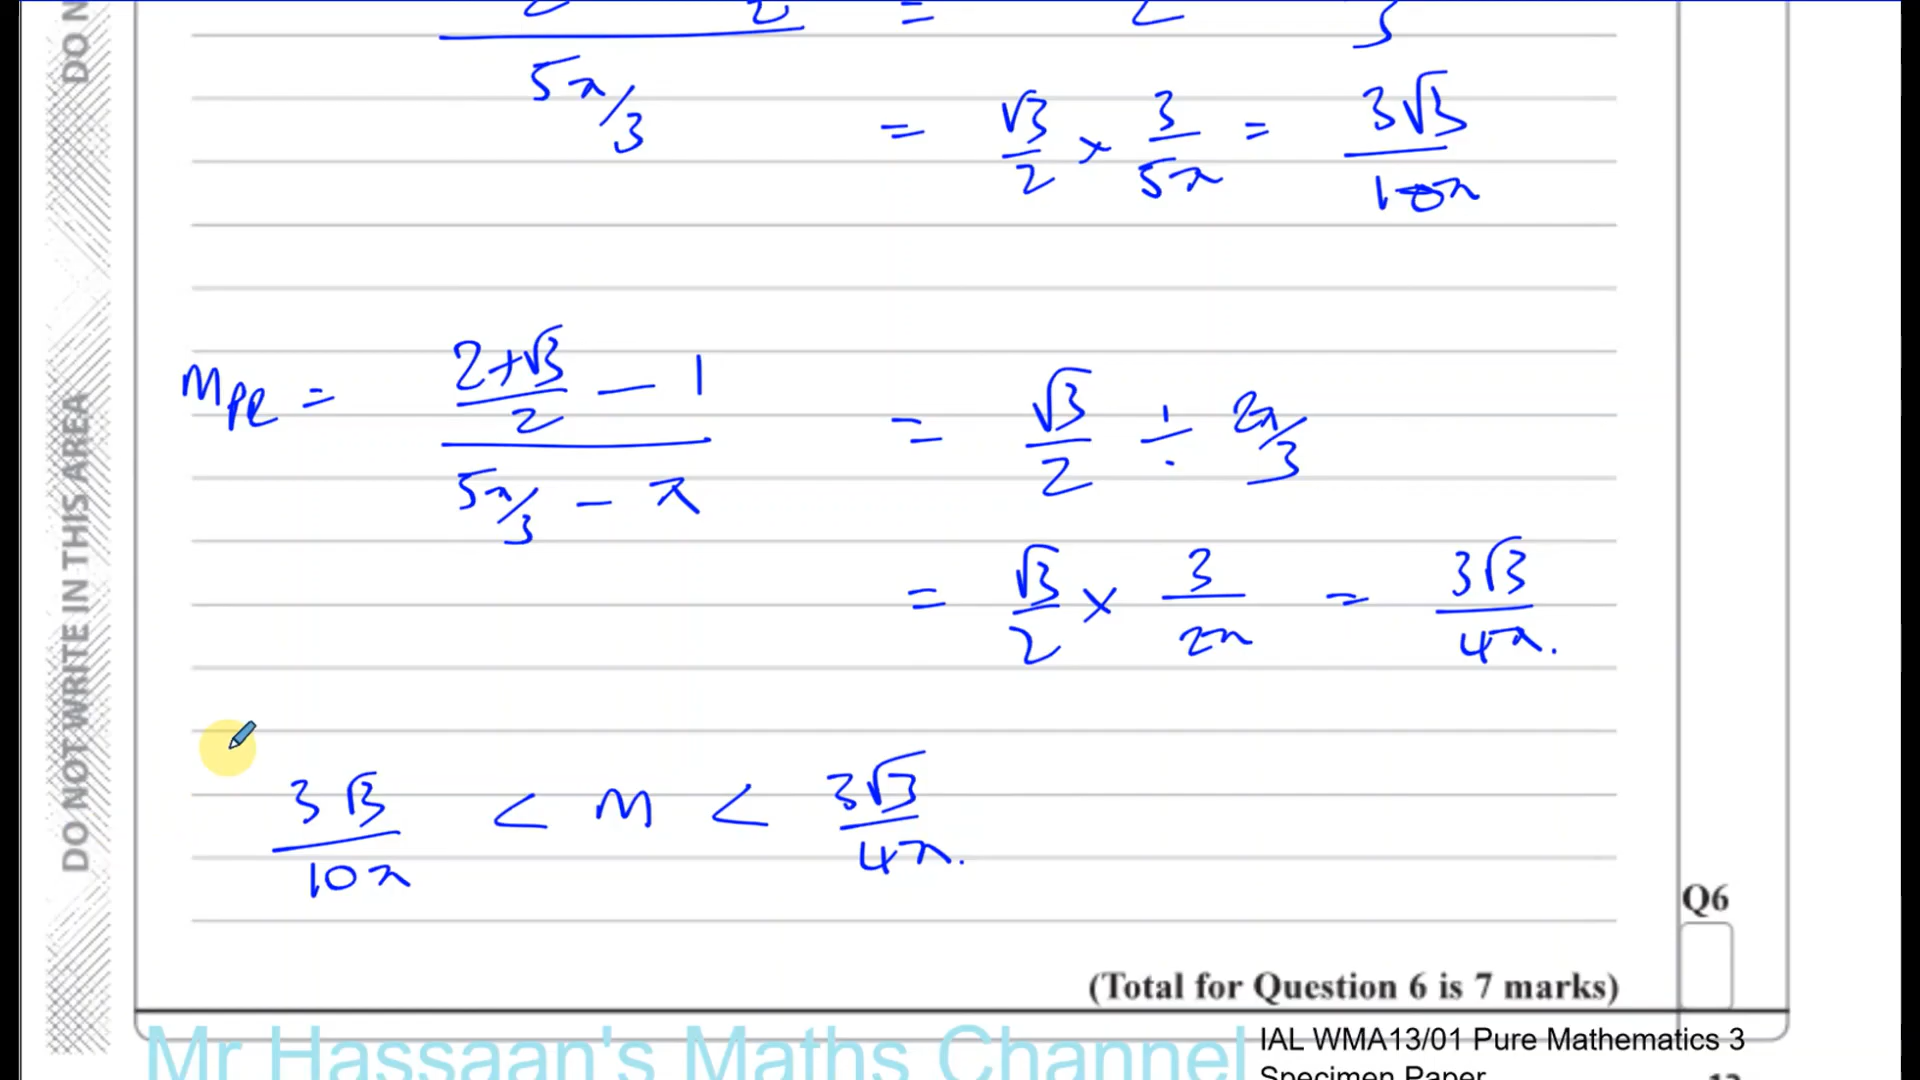 5π/3
= √3/2 × 3/5π = 3√3/10π
M_PR = ((2+√3)/2 − 1)/(5π/3 − π) = √3/2 ÷ 2π/3
= √3/2 × 3/2π = 3√3/4π.
3√3/10π < m < 3√3/4π.
DO NOT WRITE IN THIS AREA
DO N
Q6
(Total for Question 6 is 7 marks)
Mr Hassaan's Maths Channel
IAL WMA13/01 Pure Mathematics 3
Specimen Paper